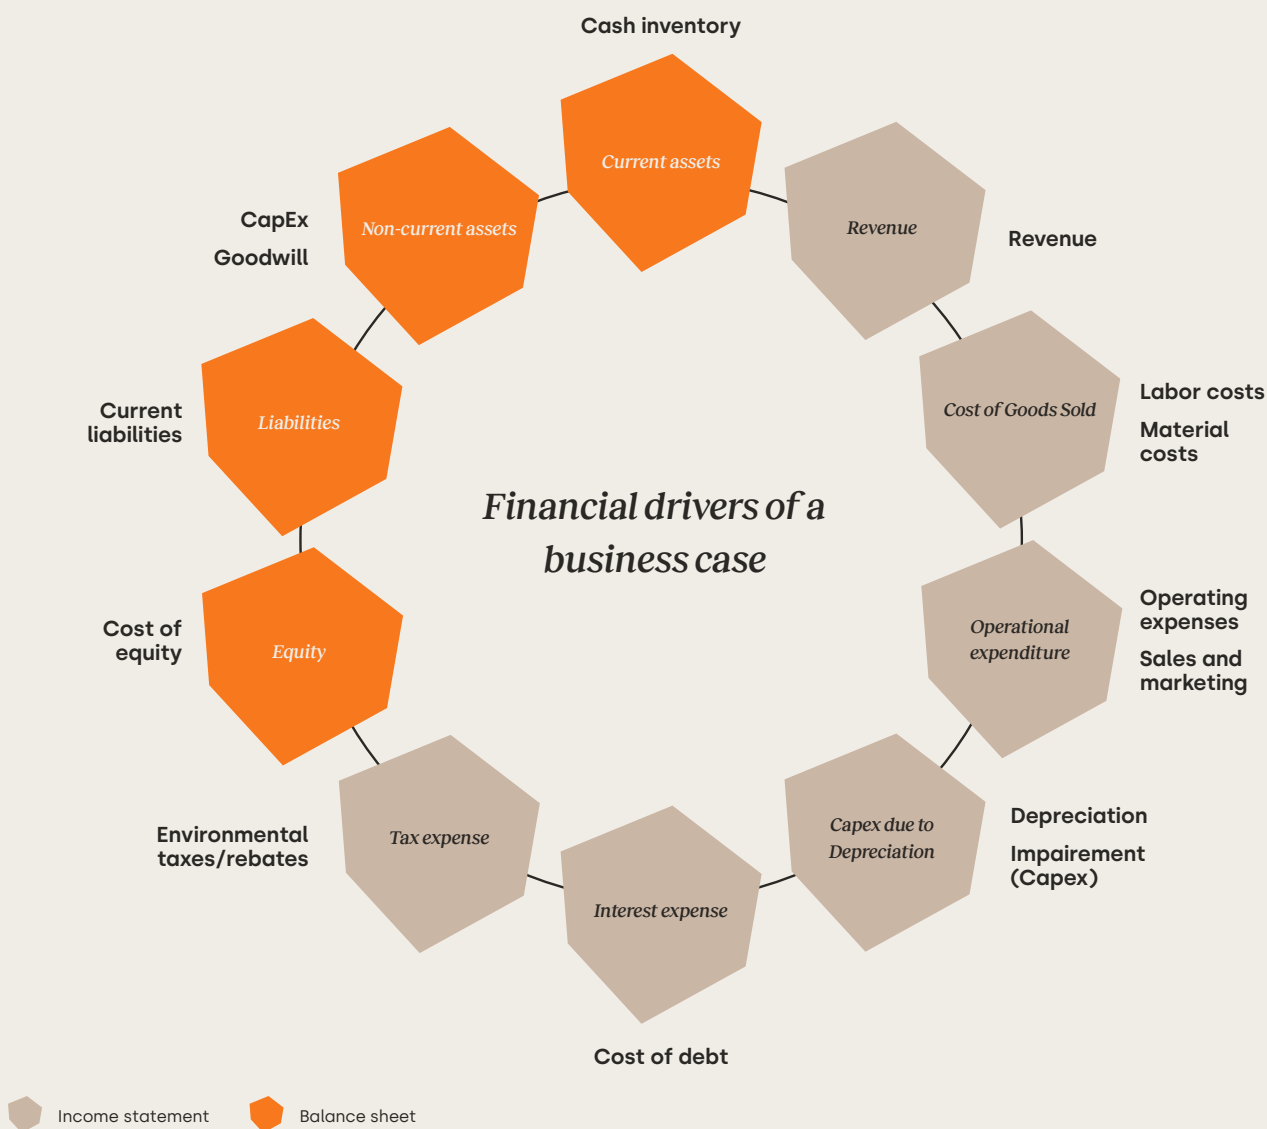 Cash inventory
Current assets
Revenue
Revenue
Cost of Goods Sold
Labor costs
Material
costs
Operational
expenditure
Operating
expenses
Sales and
marketing
Capex due to
Depreciation
Depreciation
Impairement
(Capex)
Interest expense
Cost of debt
Tax expense
Environmental
taxes/rebates
Equity
Cost of
equity
Liabilities
Current
liabilities
Non-current assets
CapEx
Goodwill
Financial drivers of a
business case
Income statement
Balance sheet